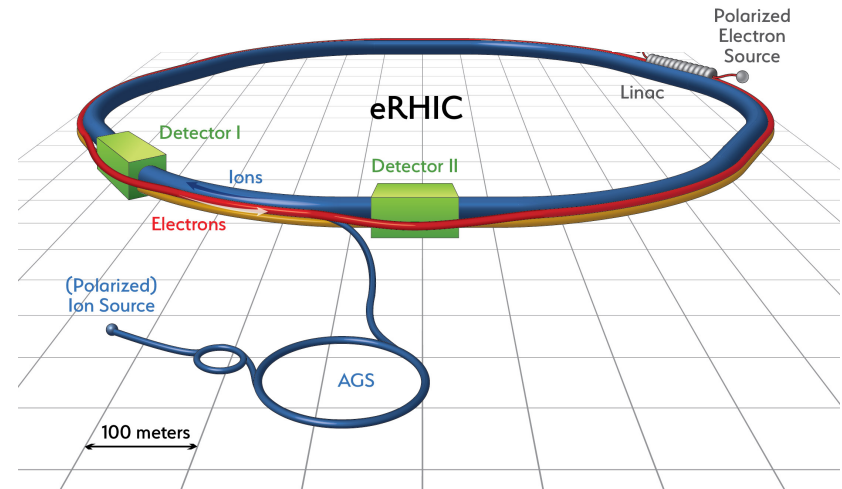 Polarized
Electron
Source
Linac
eRHIC
Detector I
Detector II
Ions
Electrons
(Polarized)
Ion Source
AGS
100 meters